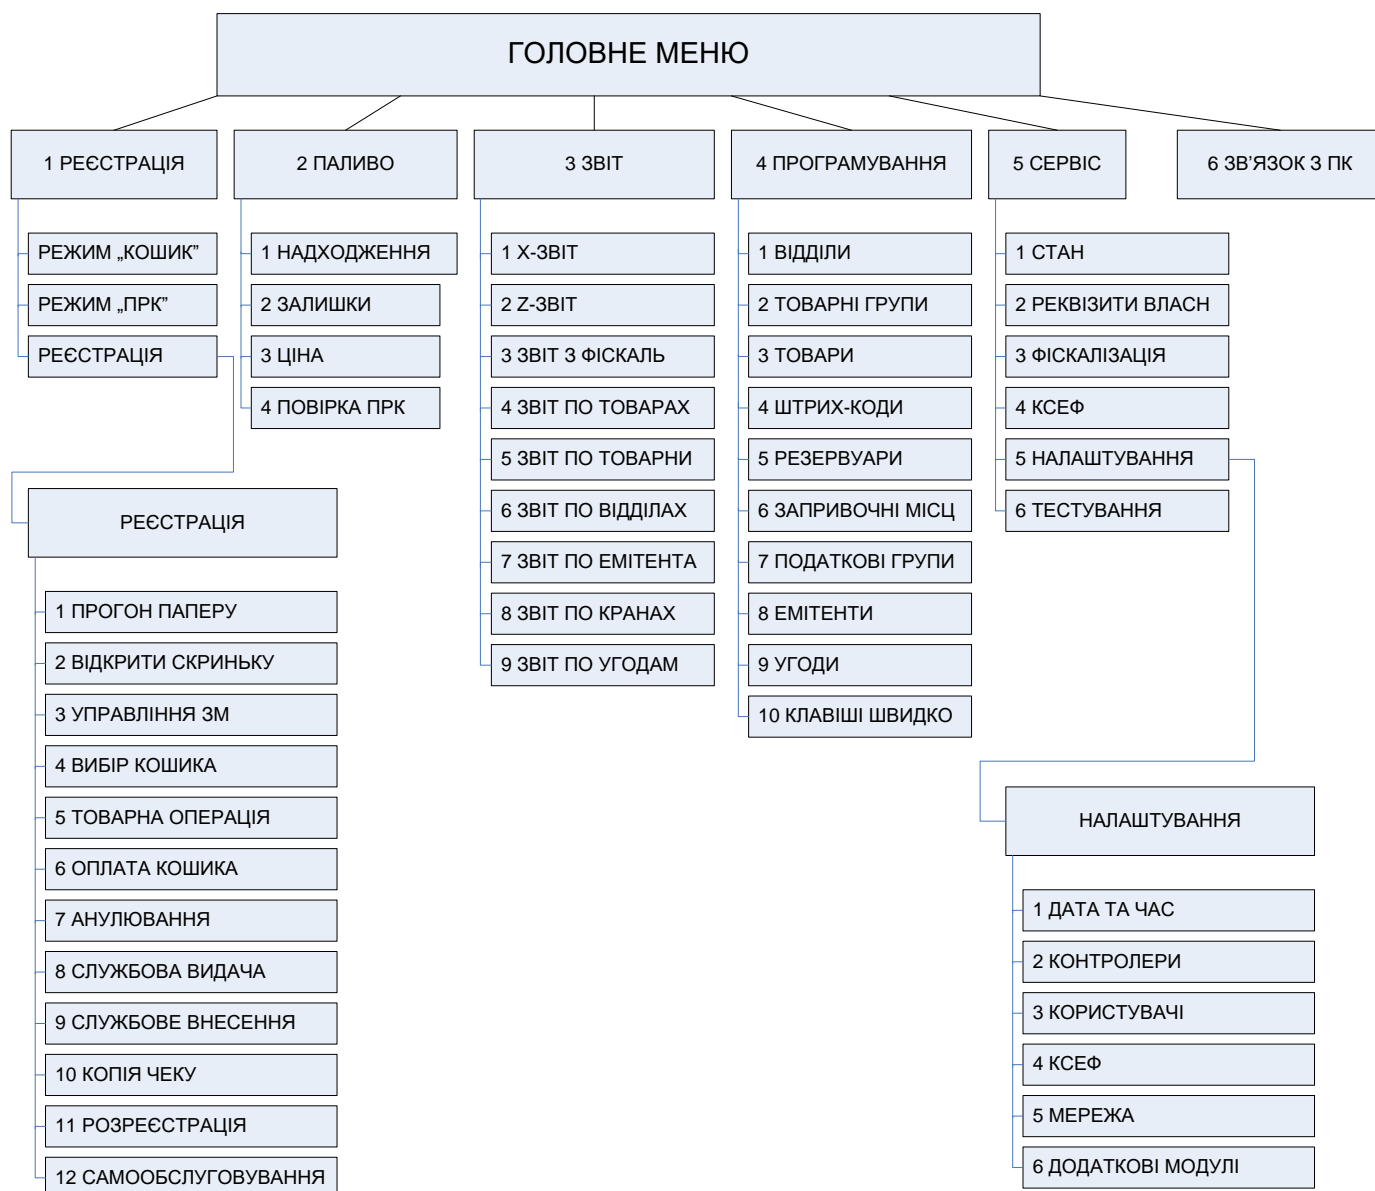 ГОЛОВНЕ МЕНЮ
1 РЕЄСТРАЦІЯ
РЕЖИМ „КОШИК”
РЕЖИМ „ПРК”
РЕЄСТРАЦІЯ
РЕЄСТРАЦІЯ
1 ПРОГОН ПАПЕРУ
2 ВІДКРИТИ СКРИНЬКУ
3 УПРАВЛІННЯ ЗМ
4 ВИБІР КОШИКА
5 ТОВАРНА ОПЕРАЦІЯ
6 ОПЛАТА КОШИКА
7 АНУЛЮВАННЯ
8 СЛУЖБОВА ВИДАЧА
9 СЛУЖБОВЕ ВНЕСЕННЯ
10 КОПІЯ ЧЕКУ
11 РОЗРЕЄСТРАЦІЯ
12 САМООБСЛУГОВУВАННЯ
2 ПАЛИВО
1 НАДХОДЖЕННЯ
2 ЗАЛИШКИ
3 ЦІНА
4 ПОВІРКА ПРК
3 ЗВІТ
1 X-ЗВІТ
2 Z-ЗВІТ
3 ЗВІТ З ФІСКАЛЬ
4 ЗВІТ ПО ТОВАРАХ
5 ЗВІТ ПО ТОВАРНИ
6 ЗВІТ ПО ВІДДІЛАХ
7 ЗВІТ ПО ЕМІТЕНТА
8 ЗВІТ ПО КРАНАХ
9 ЗВІТ ПО УГОДАМ
4 ПРОГРАМУВАННЯ
1 ВІДДІЛИ
2 ТОВАРНІ ГРУПИ
3 ТОВАРИ
4 ШТРИХ-КОДИ
5 РЕЗЕРВУАРИ
6 ЗАПРИВОЧНІ МІСЦ
7 ПОДАТКОВІ ГРУПИ
8 ЕМІТЕНТИ
9 УГОДИ
10 КЛАВІШІ ШВИДКО
5 СЕРВІС
1 СТАН
2 РЕКВІЗИТИ ВЛАСН
3 ФІСКАЛІЗАЦІЯ
4 КСЕФ
5 НАЛАШТУВАННЯ
6 ТЕСТУВАННЯ
НАЛАШТУВАННЯ
1 ДАТА ТА ЧАС
2 КОНТРОЛЕРИ
3 КОРИСТУВАЧІ
4 КСЕФ
5 МЕРЕЖА
6 ДОДАТКОВІ МОДУЛІ
6 ЗВ’ЯЗОК З ПК